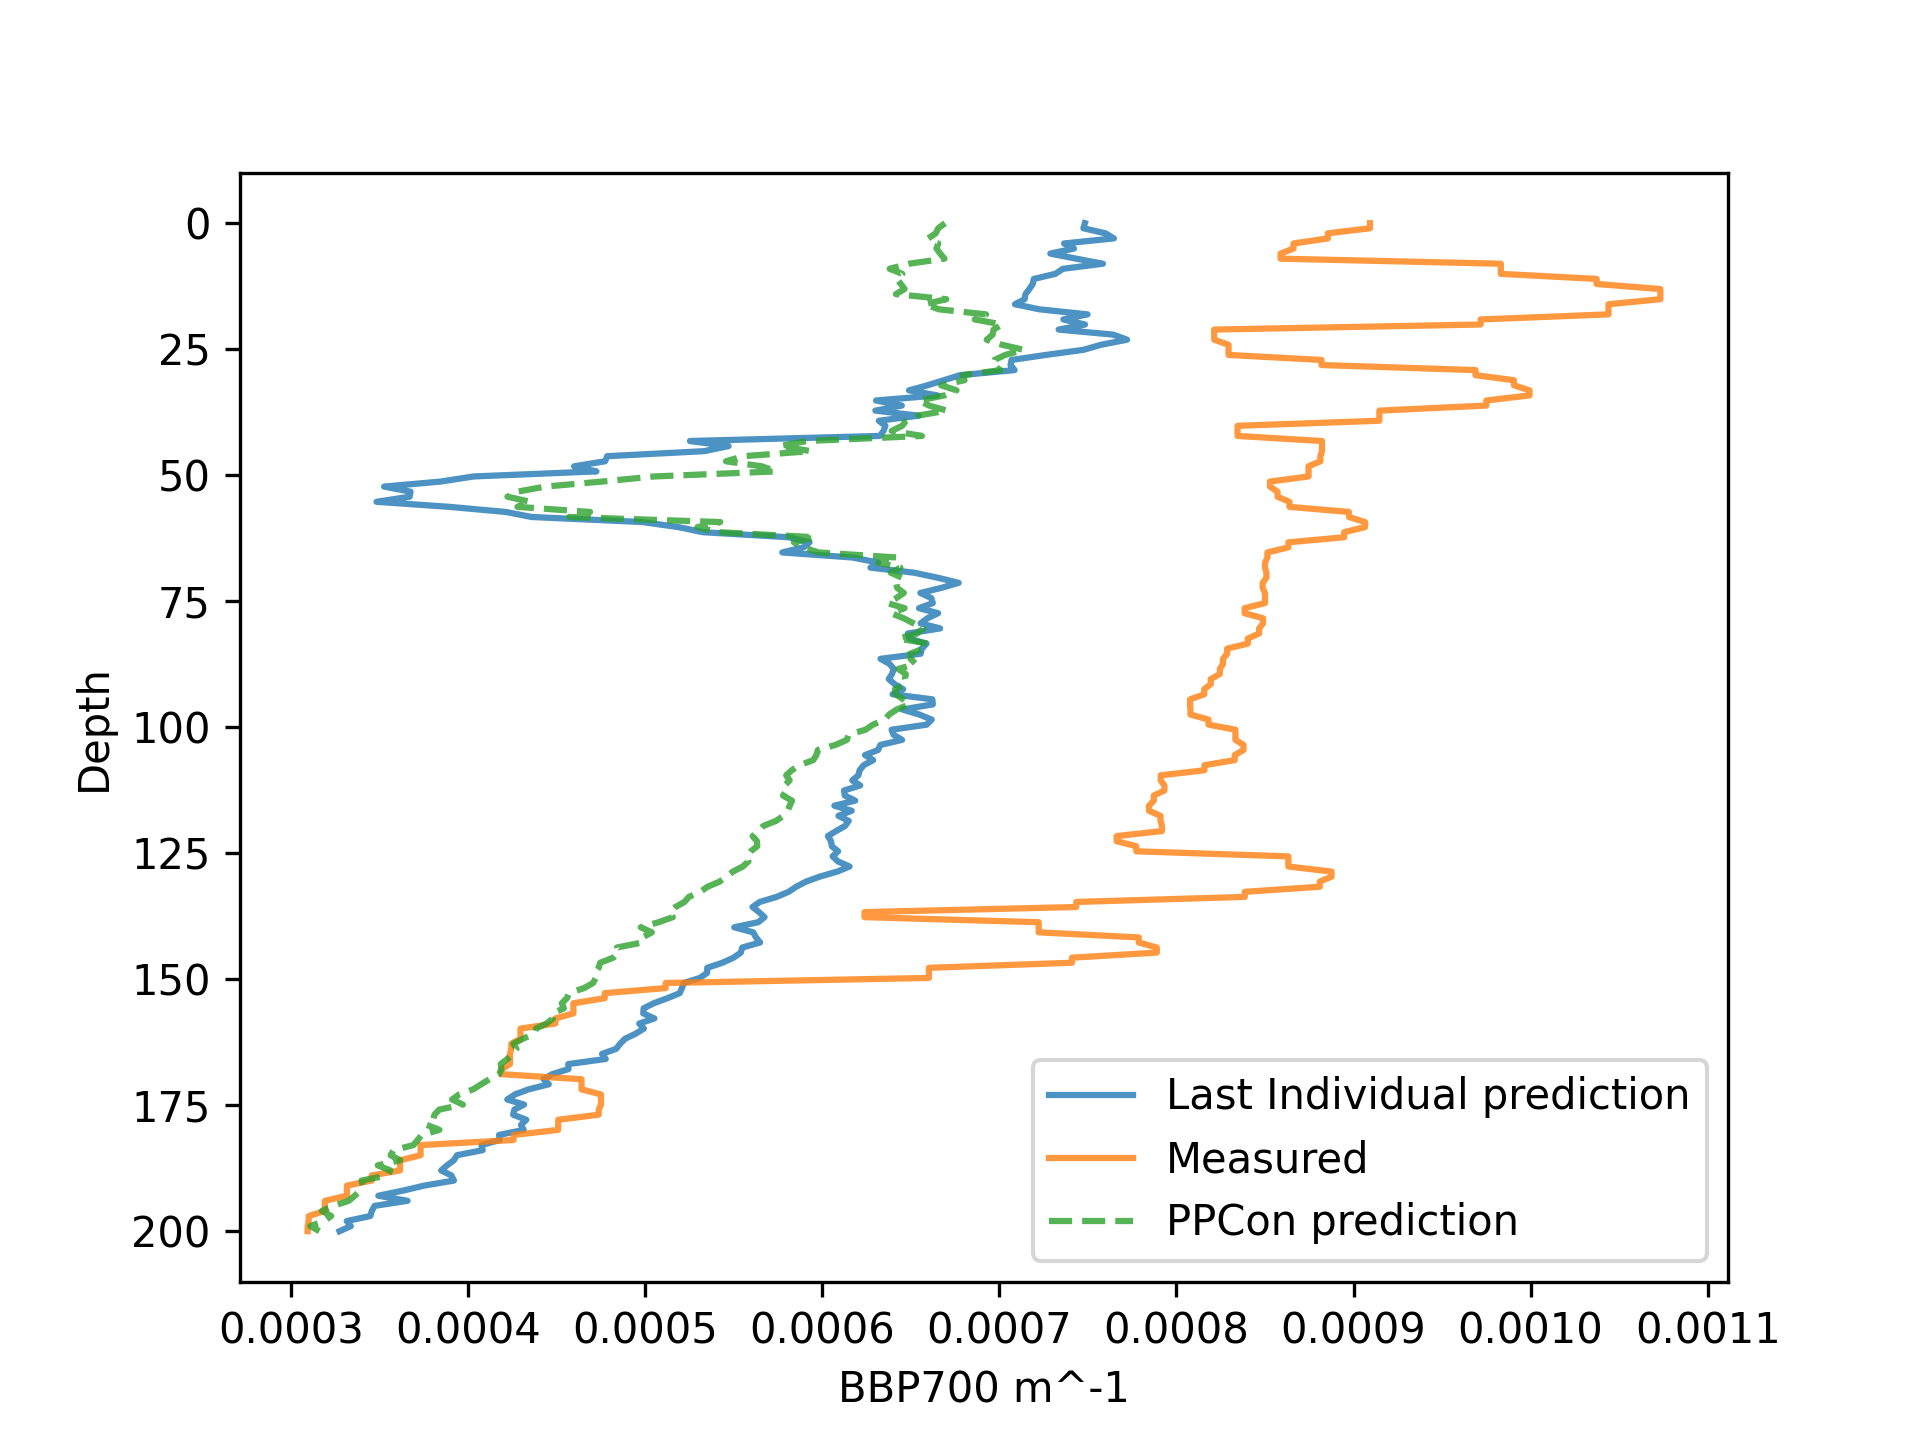 0
25
50
75
100
125
150
175
200
Depth
0.0003 0.0004 0.0005 0.0006 0.0007 0.0008 0.0009 0.0010 0.0011
BBP700 m^-1
Last Individual prediction
Measured
PPCon prediction